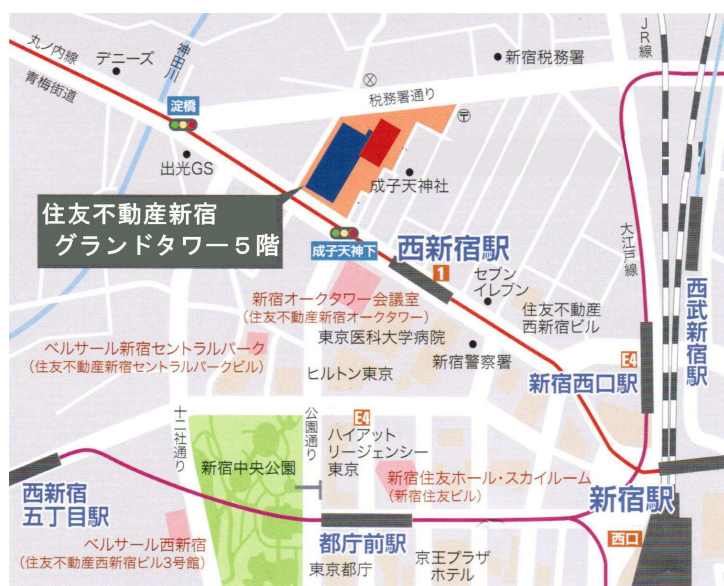 丸ノ内線
デニーズ
神田川
青梅街道
淀橋
出光GS
税務署通り
新宿税務署
JR線
成子天神社
住友不動産新宿
グランドタワー5階
成子天神下
西新宿駅
1
セブン
イレブン
大江戸線
西武新宿駅
新宿オークタワー会議室
(住友不動産新宿オークタワー)
住友不動産
西新宿ビル
東京医科大学病院
新宿警察署
ベルサール新宿セントラルパーク
(住友不動産新宿セントラルパークビル)
ヒルトン東京
E4
新宿西口駅
十二社通り
公園通り
E4
ハイアット
リージェンシー
東京
新宿中央公園
新宿住友ホール・スカイルーム
(新宿住友ビル)
西新宿
五丁目駅
新宿駅
西口
都庁前駅
ベルサール西新宿
(住友不動産西新宿ビル3号館)
東京都庁
京王プラザ
ホテル